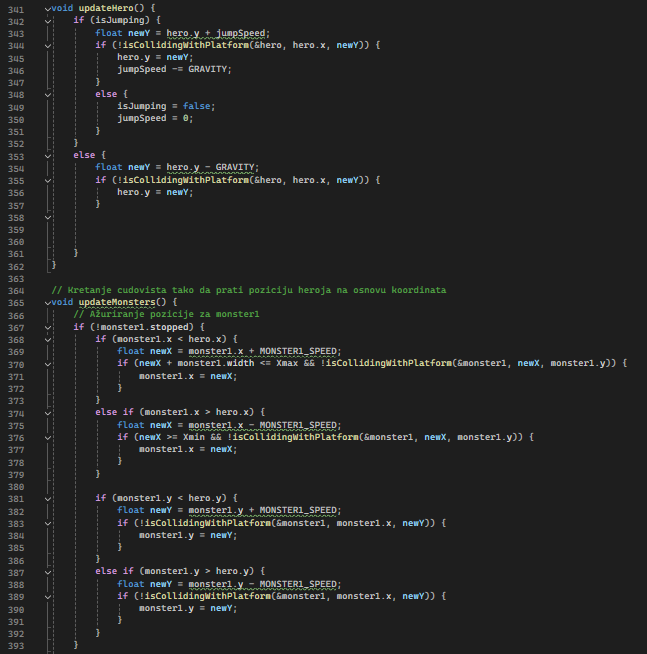 341 void updateHero() {
342 if (isJumping) {
343 float newY = hero.y + jumpSpeed;
344 if (!isCollidingWithPlatform(&hero, hero.x, newY)) {
345 hero.y = newY;
346 jumpSpeed -= GRAVITY;
347 }
348 else {
349 isJumping = false;
350 jumpSpeed = 0;
351 }
352 }
353 else {
354 float newY = hero.y - GRAVITY;
355 if (!isCollidingWithPlatform(&hero, hero.x, newY)) {
356 hero.y = newY;
357 }
358
359
360
361 }
362 }
363
364 // Kretanje cudovista tako da prati poziciju heroja na osnovu koordinata
365 void updateMonsters() {
366 // Ažuriranje pozicije za monster1
367 if (!monster1.stopped) {
368 if (monster1.x < hero.x) {
369 float newX = monster1.x + MONSTER1_SPEED;
370 if (newX + monster1.width <= Xmax && !isCollidingWithPlatform(&monster1, newX, monster1.y)) {
371 monster1.x = newX;
372 }
373 }
374 else if (monster1.x > hero.x) {
375 float newX = monster1.x - MONSTER1_SPEED;
376 if (newX >= Xmin && !isCollidingWithPlatform(&monster1, newX, monster1.y)) {
377 monster1.x = newX;
378 }
379 }
380
381 if (monster1.y < hero.y) {
382 float newY = monster1.y + MONSTER1_SPEED;
383 if (!isCollidingWithPlatform(&monster1, monster1.x, newY)) {
384 monster1.y = newY;
385 }
386 }
387 else if (monster1.y > hero.y) {
388 float newY = monster1.y - MONSTER1_SPEED;
389 if (!isCollidingWithPlatform(&monster1, monster1.x, newY)) {
390 monster1.y = newY;
391 }
392 }
393 }